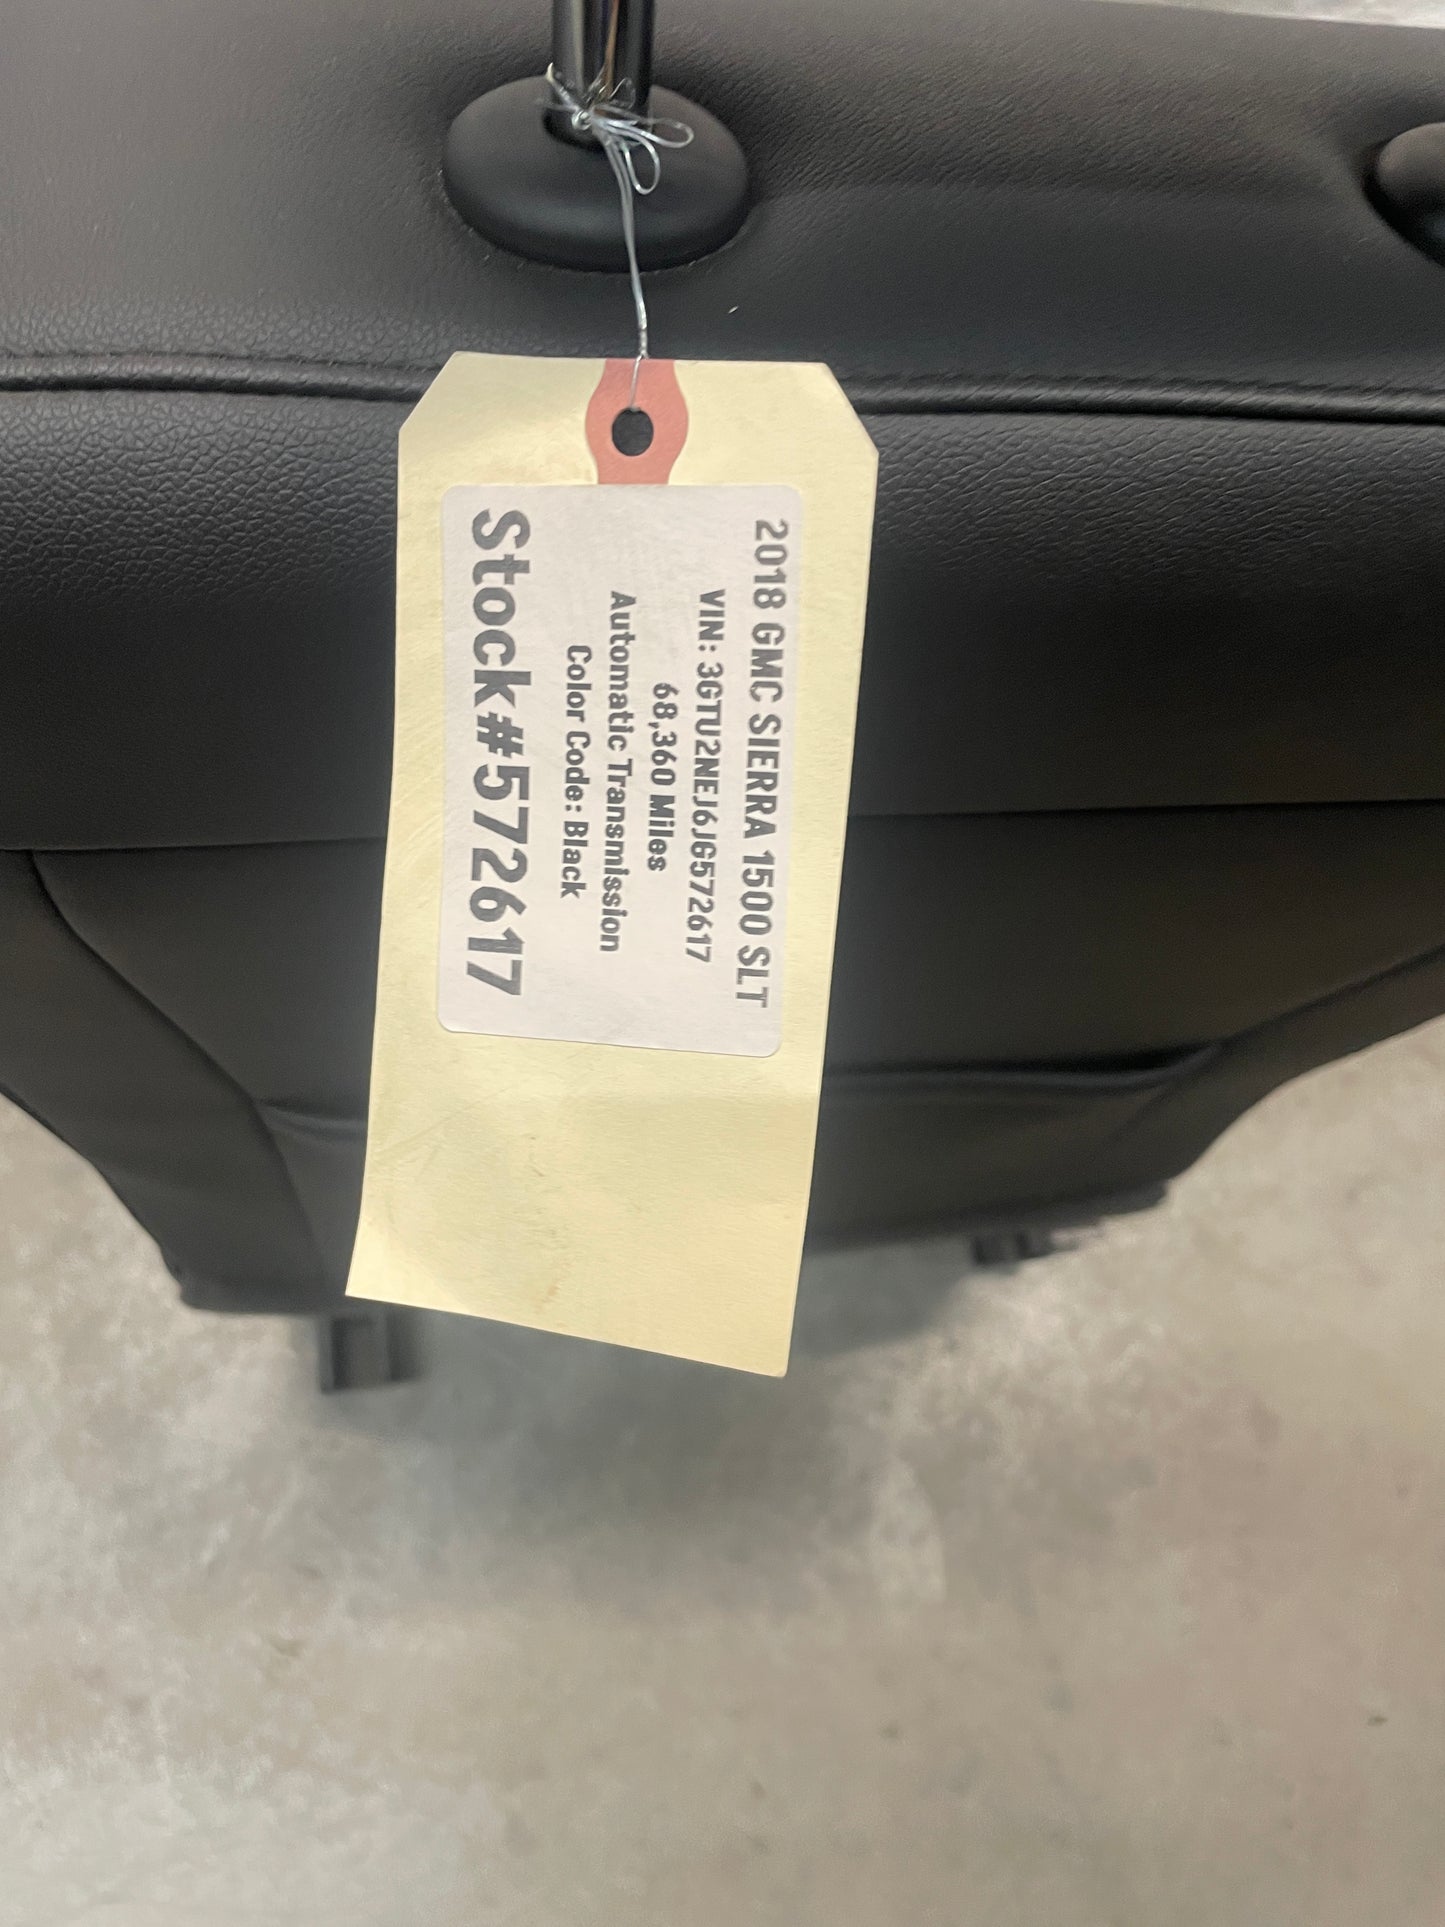 2018 GMC SIERRA 1500 SLT
VIN: 3GTU2NEJ6JG572617
68,360 Miles
Automatic Transmission
Color Code: Black
Stock#572617